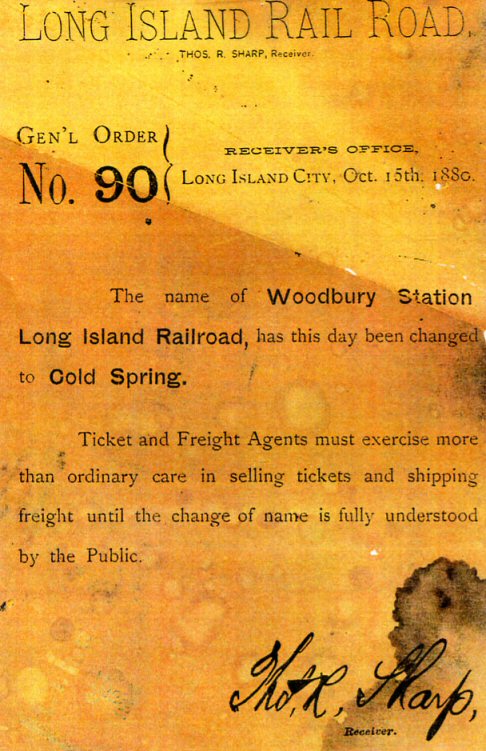 LONG ISLAND RAIL ROAD,
THOS. R. SHARP, Receiver.
GEN'L ORDER
No. 90
RECEIVER'S OFFICE,
LONG ISLAND CITY, Oct. 15th, 1880.
The name of Woodbury Station
Long Island Railroad, has this day been changed
to Cold Spring.
Ticket and Freight Agents must exercise more
than ordinary care in selling tickets and shipping
freight until the change of name is fully understood
by the Public.
Thos. R. Sharp,
Receiver.